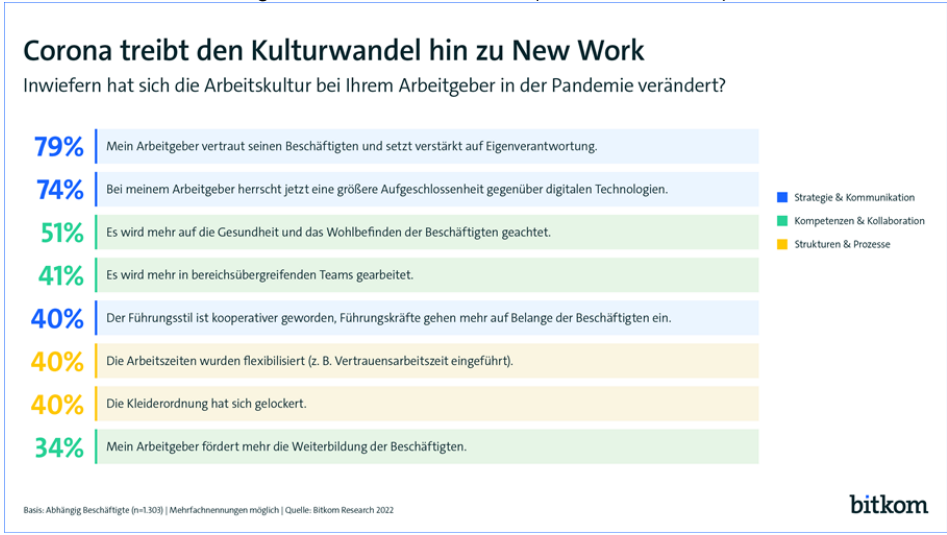 Corona treibt den Kulturwandel hin zu New Work
Inwiefern hat sich die Arbeitskultur bei Ihrem Arbeitgeber in der Pandemie verändert?
79% Mein Arbeitgeber vertraut seinen Beschäftigten und setzt verstärkt auf Eigenverantwortung.
74% Bei meinem Arbeitgeber herrscht jetzt eine größere Aufgeschlossenheit gegenüber digitalen Technologien.
51% Es wird mehr auf die Gesundheit und das Wohlbefinden der Beschäftigten geachtet.
41% Es wird mehr in bereichsübergreifenden Teams gearbeitet.
40% Der Führungsstil ist kooperativer geworden, Führungskräfte gehen mehr auf Belange der Beschäftigten ein.
40% Die Arbeitszeiten wurden flexibilisiert (z. B. Vertrauensarbeitszeit eingeführt).
40% Die Kleiderordnung hat sich gelockert.
34% Mein Arbeitgeber fördert mehr die Weiterbildung der Beschäftigten.
Strategie & Kommunikation
Kompetenzen & Kollaboration
Strukturen & Prozesse
Basis: Abhängig Beschäftigte (n=1.303) | Mehrfachnennungen möglich | Quelle: Bitkom Research 2022
bitkom